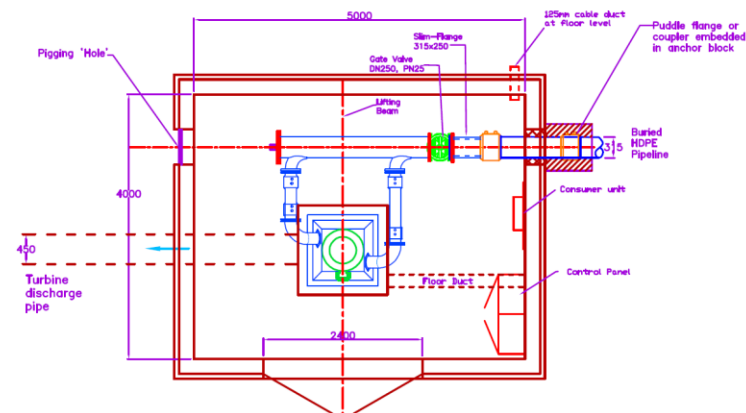 5000
125mm cable duct
at floor level
Puddle flange or
coupler embedded
in anchor block
Slim-Flange
315x250
Gate Valve
DN250, PN25
Pigging 'Hole'
Lifting
Beam
Buried
HDPE
Pipeline
315
4000
Consumer unit
450
Turbine
discharge
pipe
Floor Duct
Control Panel
2400